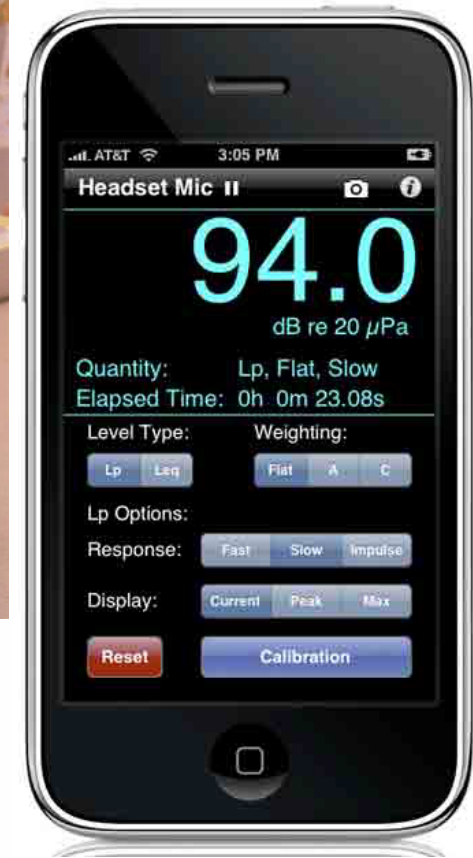 AT&T 3:05 PM
Headset Mic
94.0
dB re 20 µPa
Quantity: Lp, Flat, Slow
Elapsed Time: 0h 0m 23.08s
Level Type: Weighting:
Lp Leq Flat A C
Lp Options:
Response: Fast Slow Impulse
Display: Current Peak Max
Reset Calibration